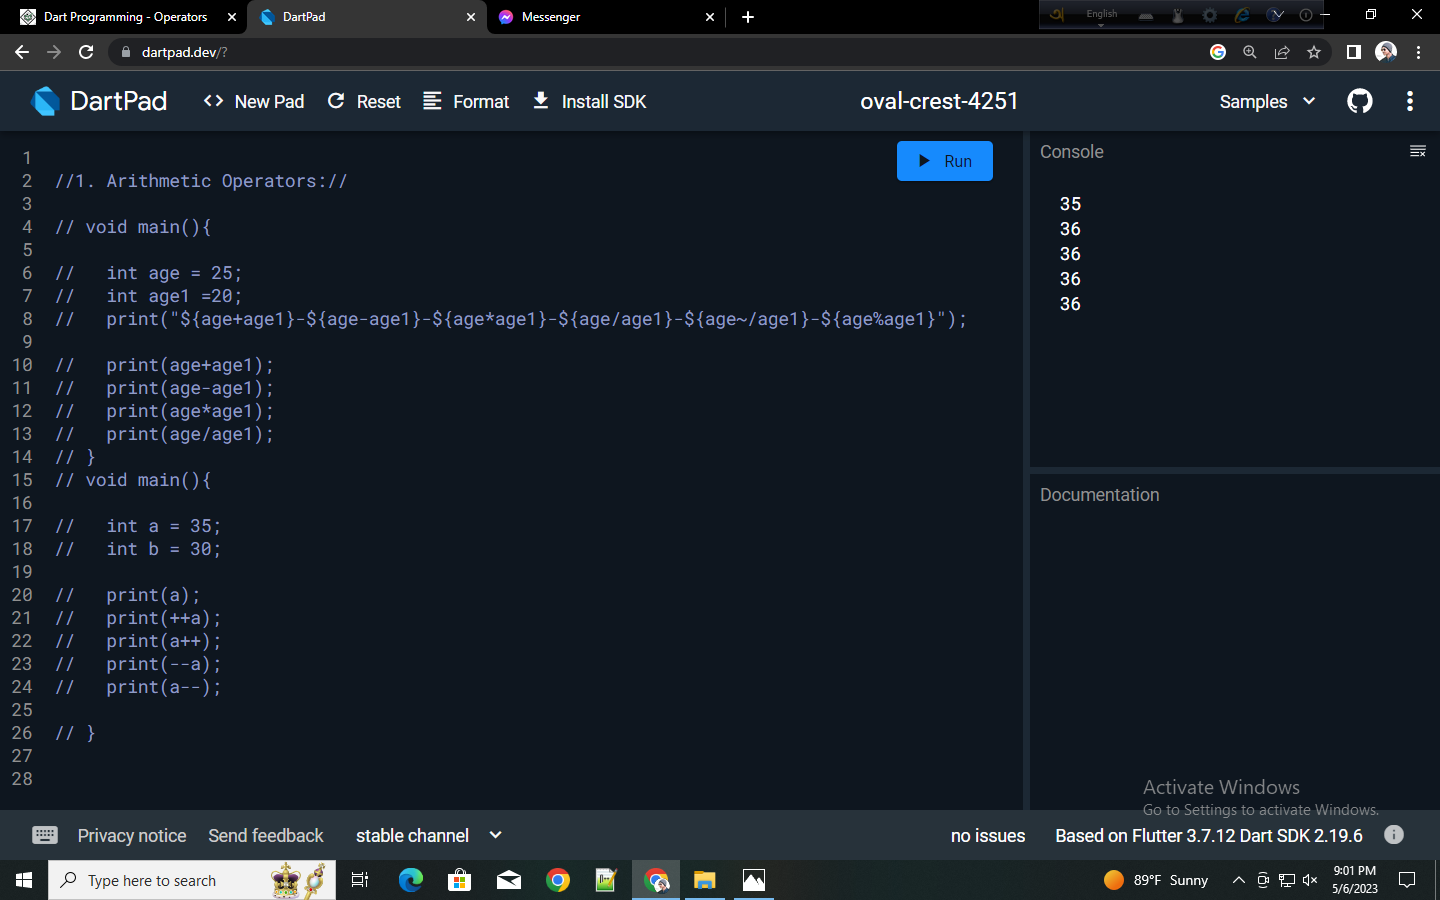 Dart Programming - Operators
DartPad
Messenger
English
dartpad.dev/?
DartPad
<> New Pad
Reset
Format
Install SDK
oval-crest-4251
Samples
Run
1
2 //1. Arithmetic Operators://
3
4 // void main(){
5
6 //   int age = 25;
7 //   int age1 =20;
8 //   print("${age+age1}-${age-age1}-${age*age1}-${age/age1}-${age~/age1}-${age%age1}");
9
10 //   print(age+age1);
11 //   print(age-age1);
12 //   print(age*age1);
13 //   print(age/age1);
14 // }
15 // void main(){
16
17 //   int a = 35;
18 //   int b = 30;
19
20 //   print(a);
21 //   print(++a);
22 //   print(a++);
23 //   print(--a);
24 //   print(a--);
25
26 // }
27
28
Console
35
36
36
36
36
Documentation
Activate Windows
Go to Settings to activate Windows.
Privacy notice
Send feedback
stable channel
no issues
Based on Flutter 3.7.12 Dart SDK 2.19.6
Type here to search
89°F Sunny
9:01 PM
5/6/2023